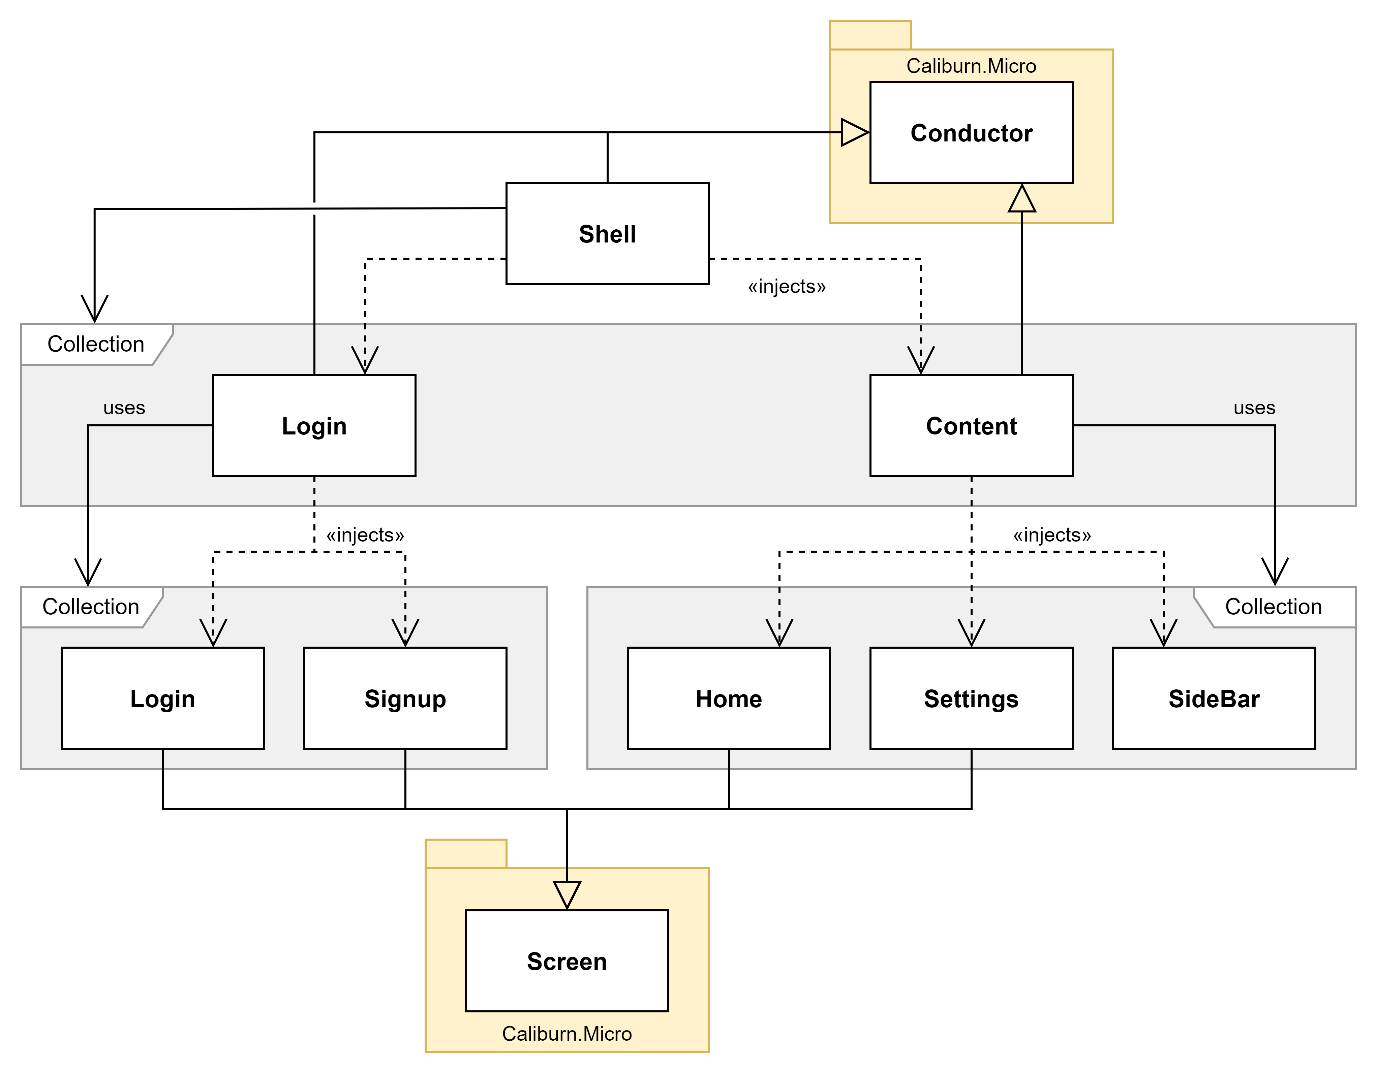 Caliburn.Micro
Conductor
Shell
«injects»
Collection
Login
Content
uses
uses
«injects»
«injects»
Collection
Collection
Login
Signup
Home
Settings
SideBar
Screen
Caliburn.Micro